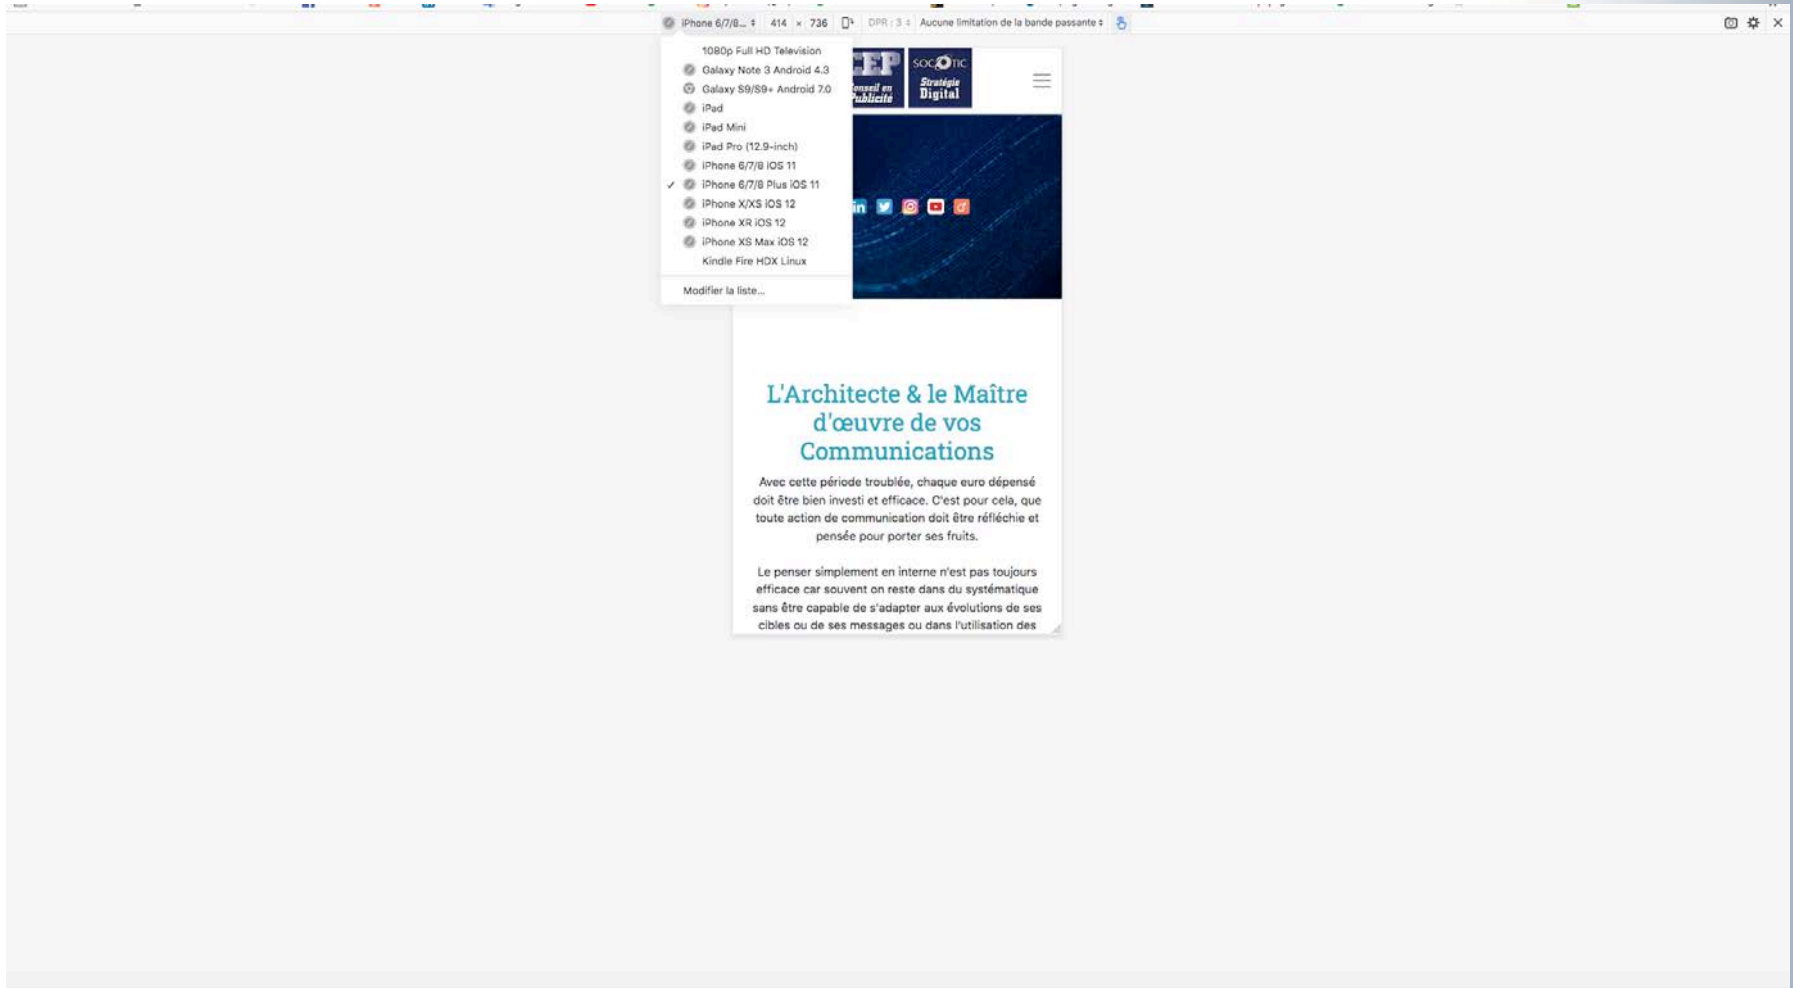 iPhone 6/7/8... 414 × 736 DPR : 3 Aucune limitation de la bande passante
1080p Full HD Television
Galaxy Note 3 Android 4.3
Galaxy S9/S9+ Android 7.0
iPad
iPad Mini
iPad Pro (12.9-inch)
iPhone 6/7/8 iOS 11
✓ iPhone 6/7/8 Plus iOS 11
iPhone X/XS iOS 12
iPhone XR iOS 12
iPhone XS Max iOS 12
Kindle Fire HDX Linux
Modifier la liste...
CEP
onseil en
ublicité
SOCOTIC
Stratégie
Digital
L'Architecte & le Maître
d'œuvre de vos
Communications
Avec cette période troublée, chaque euro dépensé
doit être bien investi et efficace. C'est pour cela, que
toute action de communication doit être réfléchie et
pensée pour porter ses fruits.
Le penser simplement en interne n'est pas toujours
efficace car souvent on reste dans du systématique
sans être capable de s'adapter aux évolutions de ses
cibles ou de ses messages ou dans l'utilisation des